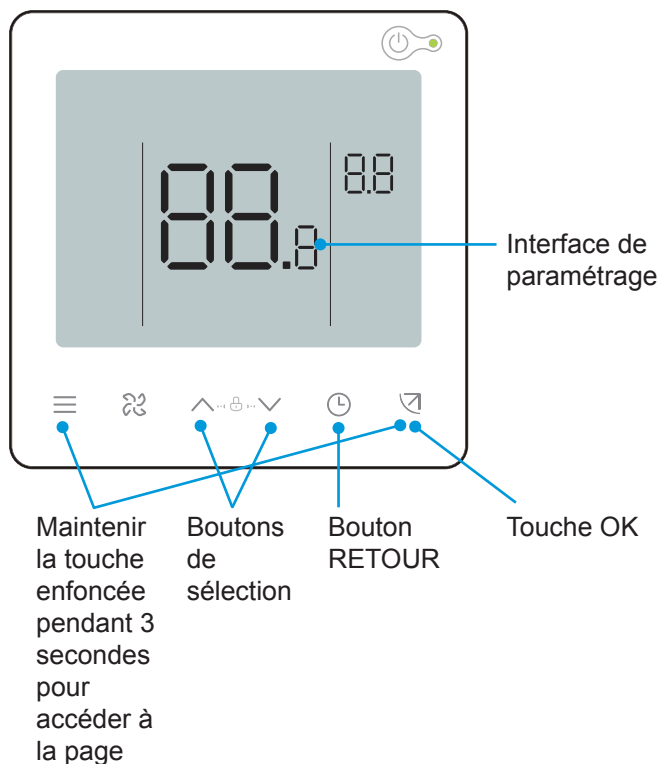 88.8
8.8
Interface de
paramétrage
Maintenir
la touche
enfoncée
pendant 3
secondes
pour
accéder à
la page
Boutons
de
sélection
Bouton
RETOUR
Touche OK